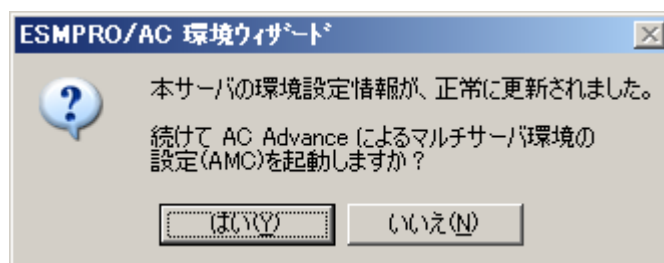 ESMPRO/AC 環境ウィザード
本サーバの環境設定情報が、正常に更新されました。
続けて AC Advance によるマルチサーバ環境の
設定(AMC)を起動しますか？
はい(Y) いいえ(N)